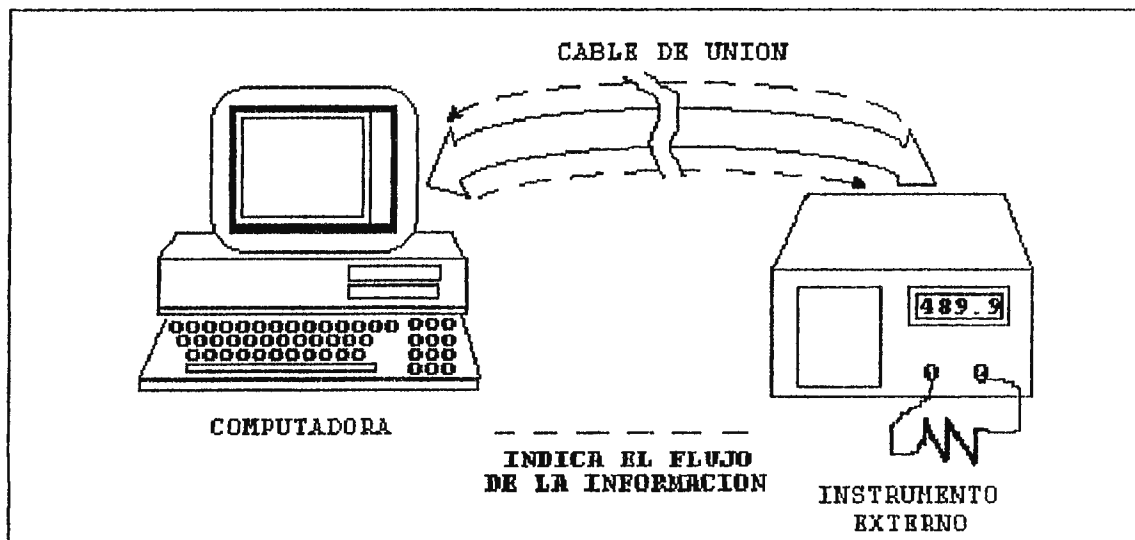 CABLE DE UNION
489.9
COMPUTADORA
INDICA EL FLUJO
DE LA INFORMACION
INSTRUMENTO
EXTERNO